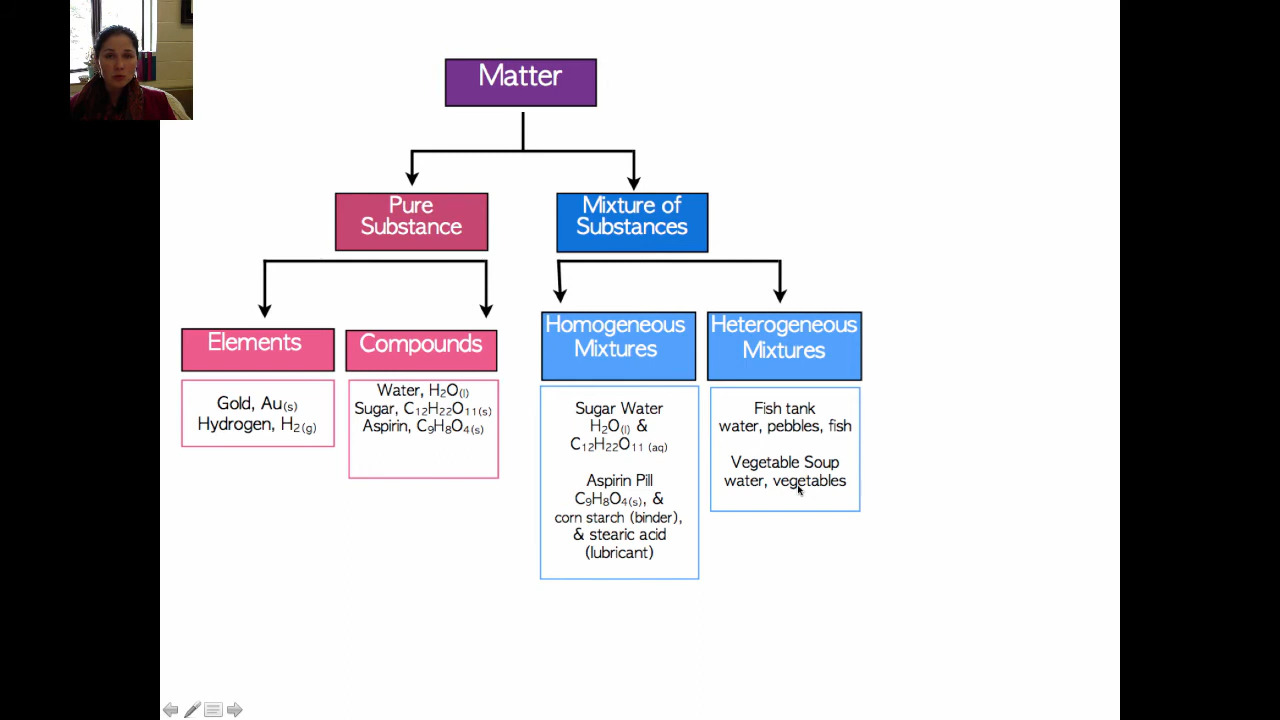 Matter
Pure
Substance
Mixture of
Substances
Elements
Compounds
Homogeneous
Mixtures
Heterogeneous
Mixtures
Gold, Au(s)
Hydrogen, H2(g)
Water, H2O(l)
Sugar, C12H22O11(s)
Aspirin, C9H8O4(s)
Sugar Water
H2O(l) &
C12H22O11 (aq)
Aspirin Pill
C9H8O4(s), &
corn starch (binder),
& stearic acid
(lubricant)
Fish tank
water, pebbles, fish
Vegetable Soup
water, vegetables